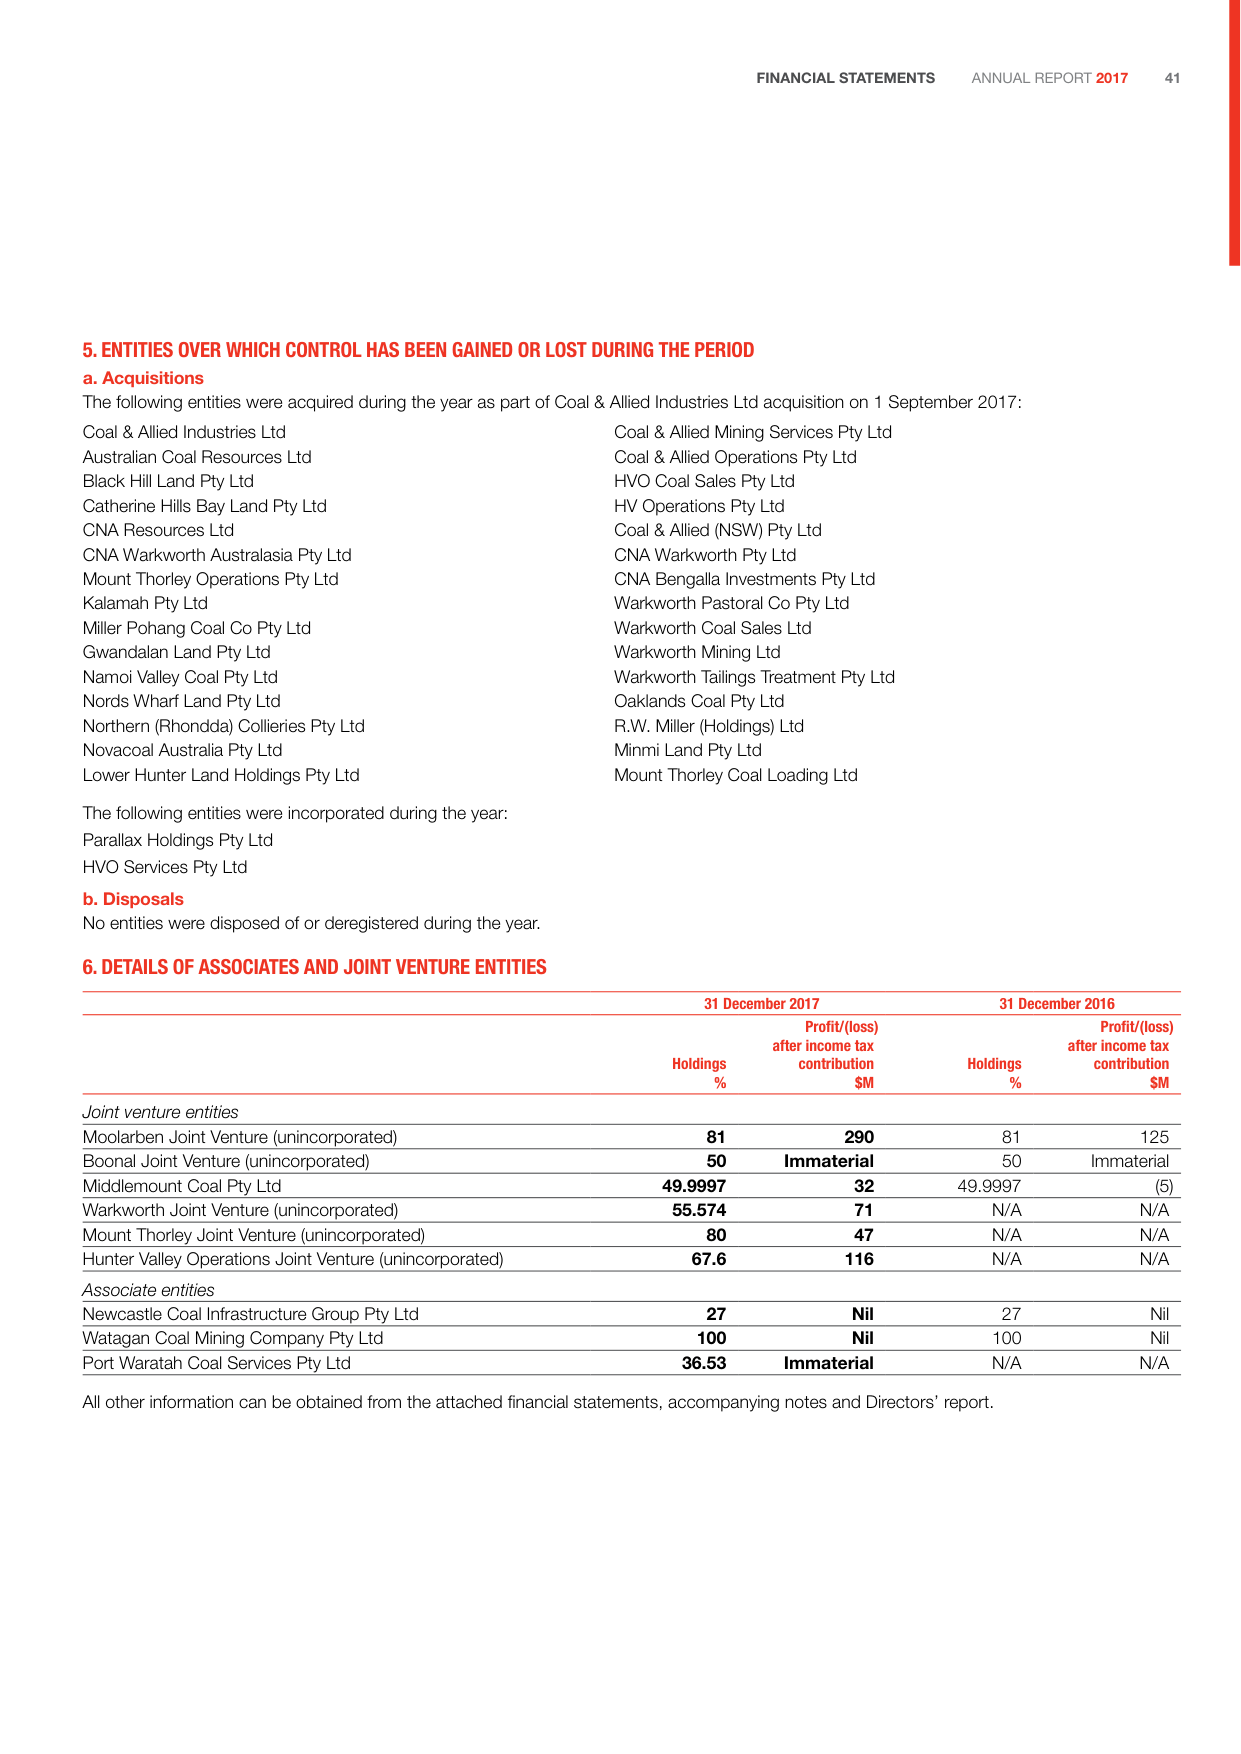 FINANCIAL STATEMENTS ANNUAL REPORT 2017 41
5. ENTITIES OVER WHICH CONTROL HAS BEEN GAINED OR LOST DURING THE PERIOD
a. Acquisitions
The following entities were acquired during the year as part of Coal & Allied Industries Ltd acquisition on 1 September 2017:
Coal & Allied Industries Ltd
Australian Coal Resources Ltd
Black Hill Land Pty Ltd
Catherine Hills Bay Land Pty Ltd
CNA Resources Ltd
CNA Warkworth Australasia Pty Ltd
Mount Thorley Operations Pty Ltd
Kalamah Pty Ltd
Miller Pohang Coal Co Pty Ltd
Gwandalan Land Pty Ltd
Namoi Valley Coal Pty Ltd
Nords Wharf Land Pty Ltd
Northern (Rhondda) Collieries Pty Ltd
Novacoal Australia Pty Ltd
Lower Hunter Land Holdings Pty Ltd
Coal & Allied Mining Services Pty Ltd
Coal & Allied Operations Pty Ltd
HVO Coal Sales Pty Ltd
HV Operations Pty Ltd
Coal & Allied (NSW) Pty Ltd
CNA Warkworth Pty Ltd
CNA Bengalla Investments Pty Ltd
Warkworth Pastoral Co Pty Ltd
Warkworth Coal Sales Ltd
Warkworth Mining Ltd
Warkworth Tailings Treatment Pty Ltd
Oaklands Coal Pty Ltd
R.W. Miller (Holdings) Ltd
Minmi Land Pty Ltd
Mount Thorley Coal Loading Ltd
The following entities were incorporated during the year:
Parallax Holdings Pty Ltd
HVO Services Pty Ltd
b. Disposals
No entities were disposed of or deregistered during the year.
6. DETAILS OF ASSOCIATES AND JOINT VENTURE ENTITIES
31 December 2017 31 December 2016
Profit/(loss) Profit/(loss)
after income tax after income tax
Holdings contribution Holdings contribution
% $M % $M
Joint venture entities
Moolarben Joint Venture (unincorporated) 81 290 81 125
Boonal Joint Venture (unincorporated) 50 Immaterial 50 Immaterial
Middlemount Coal Pty Ltd 49.9997 32 49.9997 (5)
Warkworth Joint Venture (unincorporated) 55.574 71 N/A N/A
Mount Thorley Joint Venture (unincorporated) 80 47 N/A N/A
Hunter Valley Operations Joint Venture (unincorporated) 67.6 116 N/A N/A
Associate entities
Newcastle Coal Infrastructure Group Pty Ltd 27 Nil 27 Nil
Watagan Coal Mining Company Pty Ltd 100 Nil 100 Nil
Port Waratah Coal Services Pty Ltd 36.53 Immaterial N/A N/A
All other information can be obtained from the attached financial statements, accompanying notes and Directors' report.